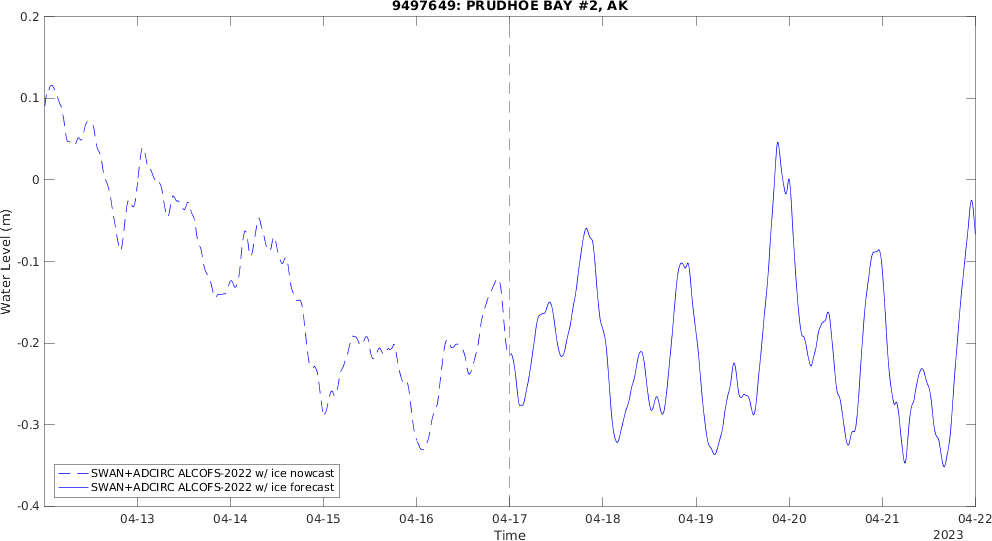 9497649: PRUDHOE BAY #2, AK
0.2
0.1
0
-0.1
-0.2
-0.3
-0.4
Water Level (m)
SWAN+ADCIRC ALCOFS-2022 w/ ice nowcast
SWAN+ADCIRC ALCOFS-2022 w/ ice forecast
04-13 04-14 04-15 04-16 04-17 04-18 04-19 04-20 04-21 04-22
Time
2023